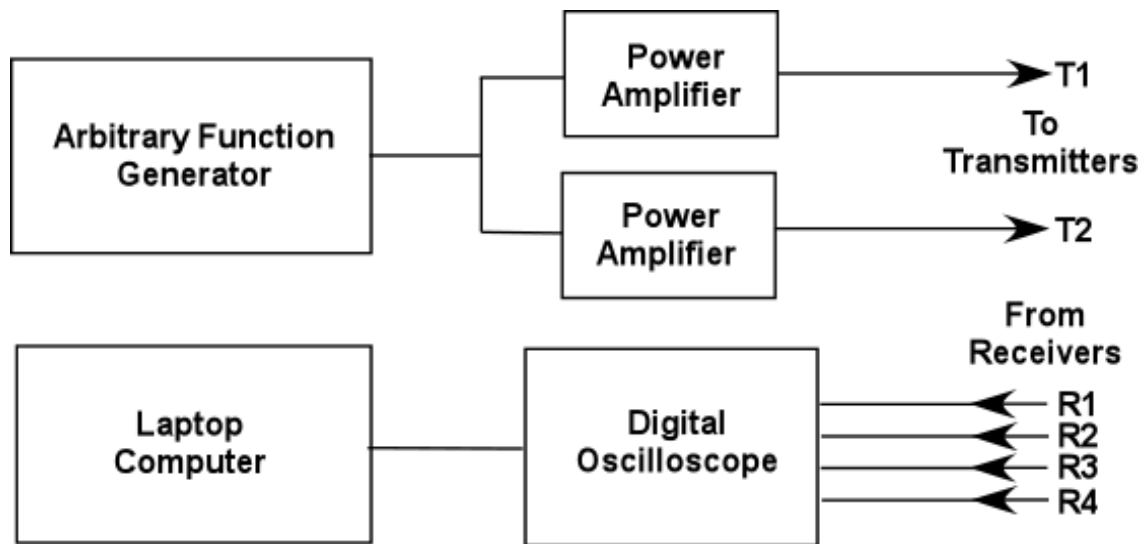 Power
Amplifier
T1
Arbitrary Function
Generator
To
Transmitters
Power
Amplifier
T2
From
Receivers
Laptop
Computer
Digital
Oscilloscope
R1
R2
R3
R4